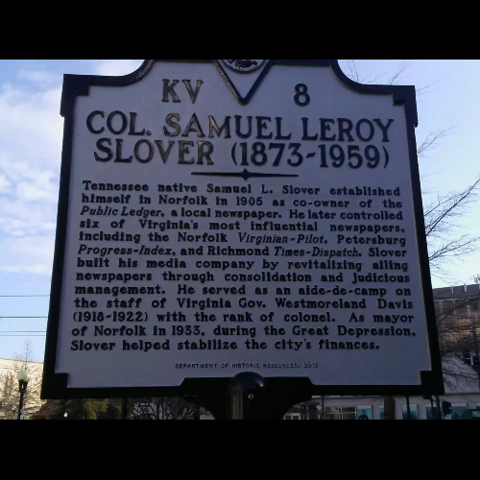 KV 8
COL. SAMUEL LEROY
SLOVER (1873-1959)
Tennessee native Samuel L. Slover established
himself in Norfolk in 1905 as co-owner of the
Public Ledger, a local newspaper. He later controlled
six of Virginia's most influential newspapers,
including the Norfolk Virginian-Pilot, Petersburg
Progress-Index, and Richmond Times-Dispatch. Slover
built his media company by revitalizing ailing
newspapers through consolidation and judicious
management. He served as an aide-de-camp on
the staff of Virginia Gov. Westmoreland Davis
(1918-1922) with the rank of colonel. As mayor
of Norfolk in 1933, during the Great Depression,
Slover helped stabilize the city's finances.
DEPARTMENT OF HISTORIC RESOURCES,